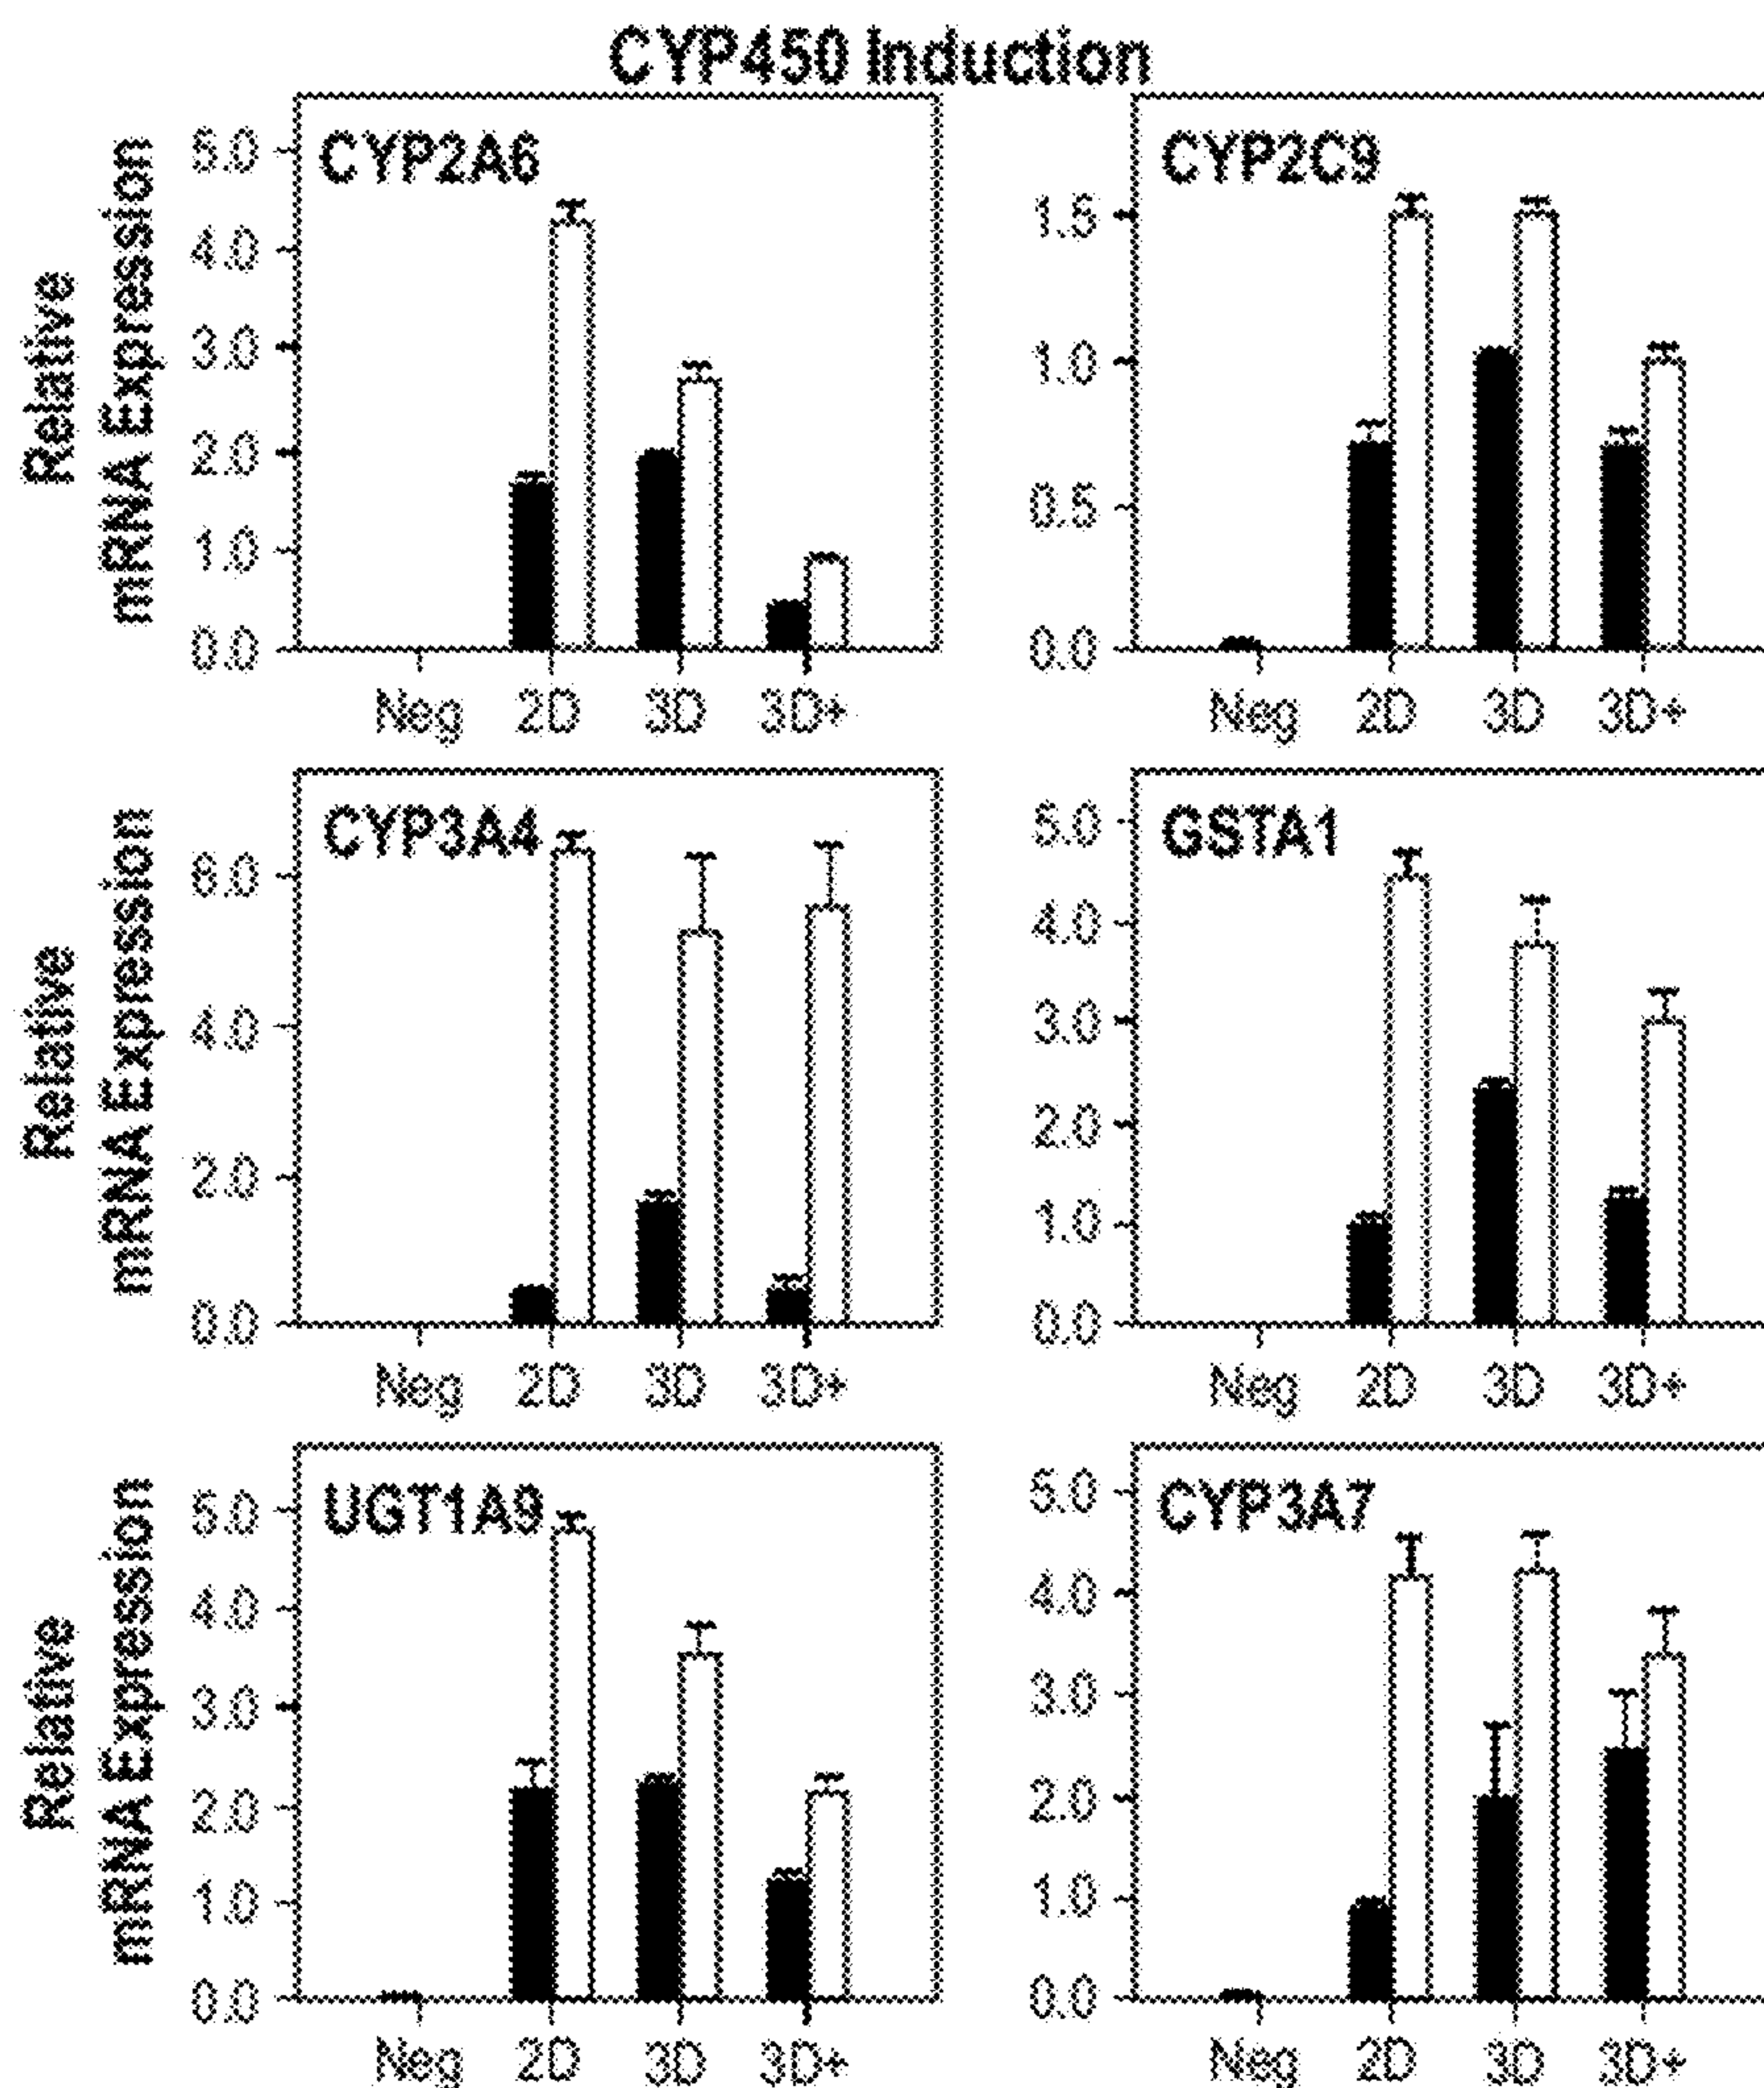 CYP450 Induction
Relative
mRNA Expression
CYP2A6
5.0
4.0
3.0
2.0
1.0
0.0
Neg 2D 3D 3D+
CYP2C9
1.5
1.0
0.5
0.0
Neg 2D 3D 3D+
Relative
mRNA Expression
CYP3A4
6.0
4.0
2.0
0.0
Neg 2D 3D 3D+
GSTA1
5.0
4.0
3.0
2.0
1.0
0.0
Neg 2D 3D 3D+
Relative
mRNA Expression
UGT1A9
5.0
4.0
3.0
2.0
1.0
0.0
Neg 2D 3D 3D+
CYP3A7
5.0
4.0
3.0
2.0
1.0
0.0
Neg 2D 3D 3D+